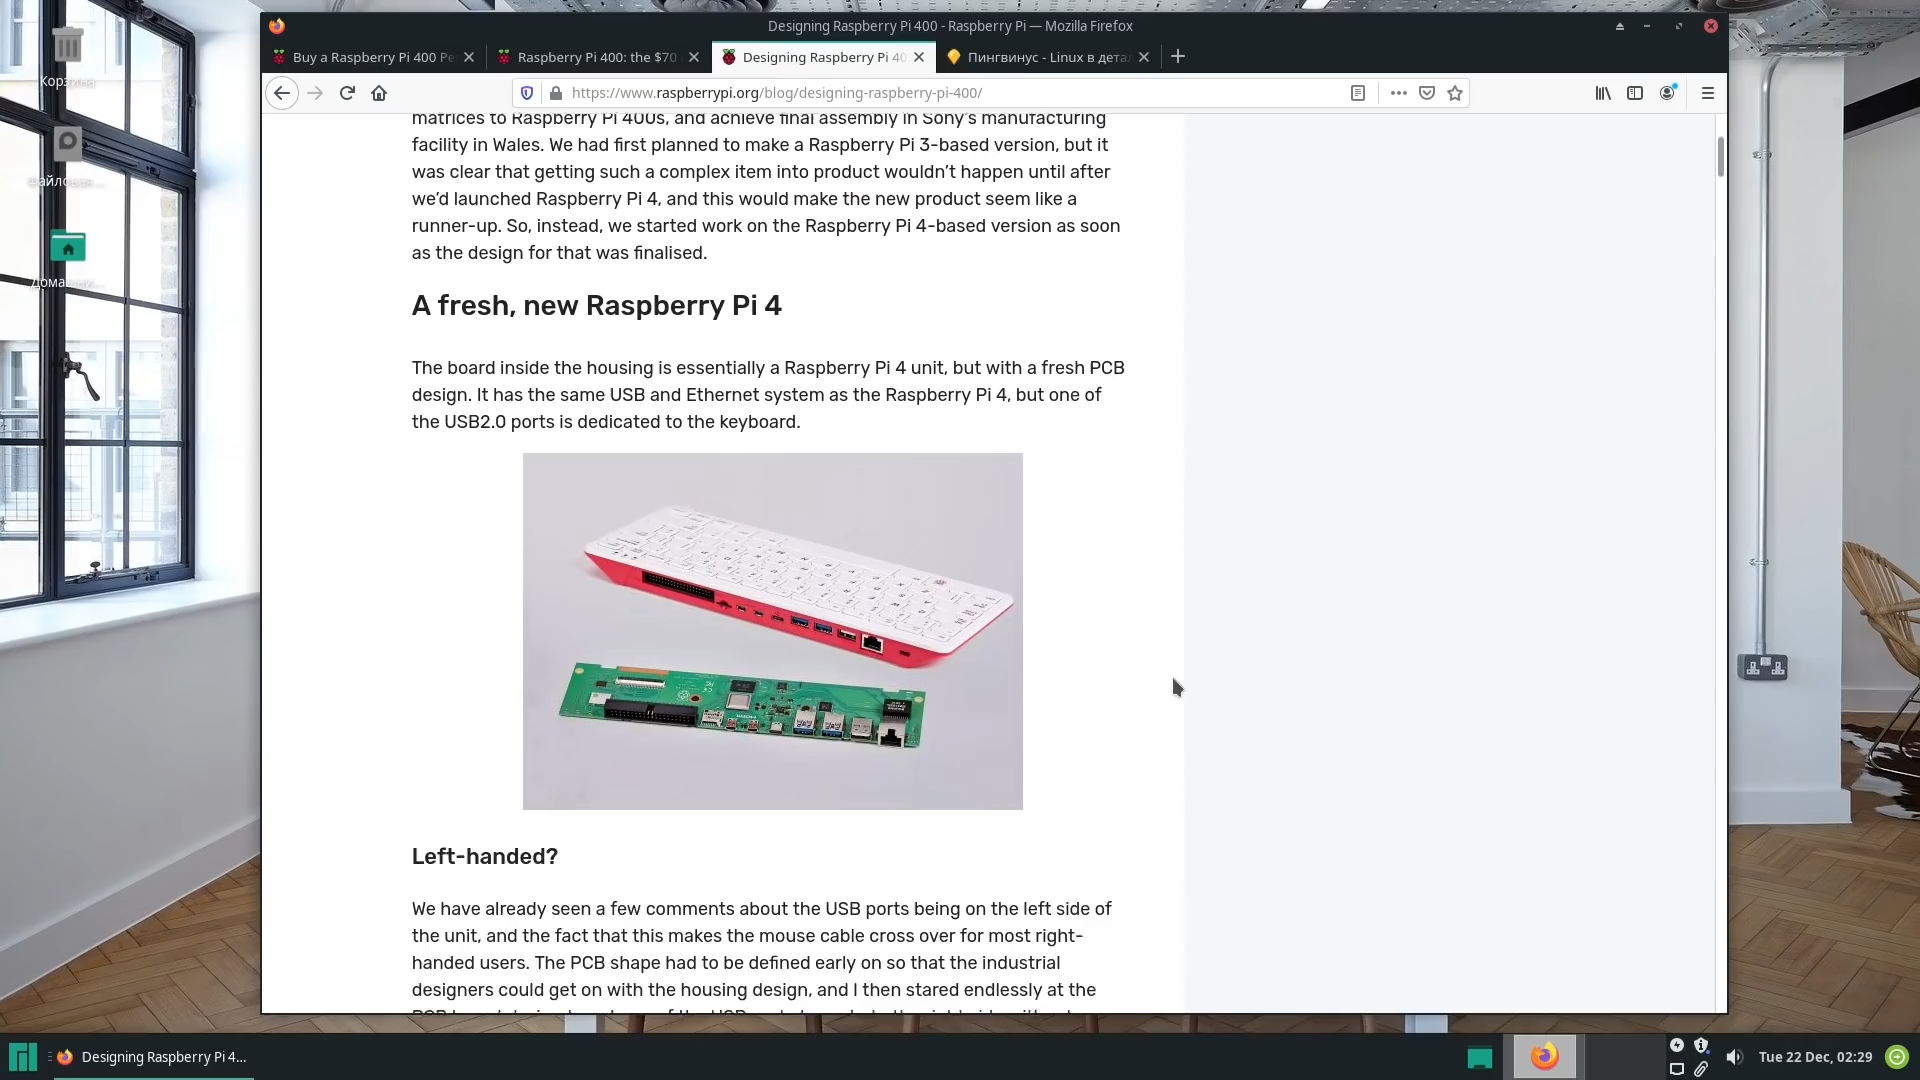 Designing Raspberry Pi 400 - Raspberry Pi — Mozilla Firefox
Buy a Raspberry Pi 400 Pe
Raspberry Pi 400: the $70
Designing Raspberry Pi 40
Пингвинус - Linux в дета
https://www.raspberrypi.org/blog/designing-raspberry-pi-400/
Корзина
matrices to Raspberry Pi 400s, and achieve final assembly in Sony's manufacturing
facility in Wales. We had first planned to make a Raspberry Pi 3-based version, but it
was clear that getting such a complex item into product wouldn't happen until after
we'd launched Raspberry Pi 4, and this would make the new product seem like a
runner-up. So, instead, we started work on the Raspberry Pi 4-based version as soon
as the design for that was finalised.
A fresh, new Raspberry Pi 4
The board inside the housing is essentially a Raspberry Pi 4 unit, but with a fresh PCB
design. It has the same USB and Ethernet system as the Raspberry Pi 4, but one of
the USB2.0 ports is dedicated to the keyboard.
Left-handed?
We have already seen a few comments about the USB ports being on the left side of
the unit, and the fact that this makes the mouse cable cross over for most right-
handed users. The PCB shape had to be defined early on so that the industrial
designers could get on with the housing design, and I then stared endlessly at the
Designing Raspberry Pi 4...
Tue 22 Dec, 02:29